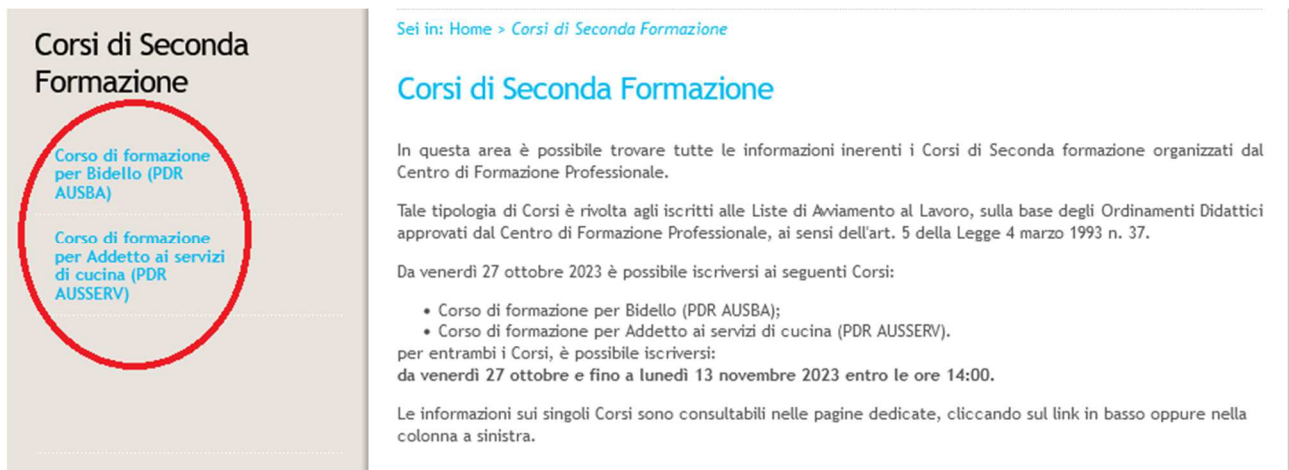 Corsi di Seconda
Formazione
Corso di formazione
per Bidello (PDR
AUSBA)
Corso di formazione
per Addetto ai servizi
di cucina (PDR
AUSSERV)
Sei in: Home > Corsi di Seconda Formazione
Corsi di Seconda Formazione
In questa area è possibile trovare tutte le informazioni inerenti i Corsi di Seconda formazione organizzati dal
Centro di Formazione Professionale.
Tale tipologia di Corsi è rivolta agli iscritti alle Liste di Avviamento al Lavoro, sulla base degli Ordinamenti Didattici
approvati dal Centro di Formazione Professionale, ai sensi dell'art. 5 della Legge 4 marzo 1993 n. 37.
Da venerdì 27 ottobre 2023 è possibile iscriversi ai seguenti Corsi:
• Corso di formazione per Bidello (PDR AUSBA);
• Corso di formazione per Addetto ai servizi di cucina (PDR AUSSERV).
per entrambi i Corsi, è possibile iscriversi:
da venerdì 27 ottobre e fino a lunedì 13 novembre 2023 entro le ore 14:00.
Le informazioni sui singoli Corsi sono consultabili nelle pagine dedicate, cliccando sul link in basso oppure nella
colonna a sinistra.